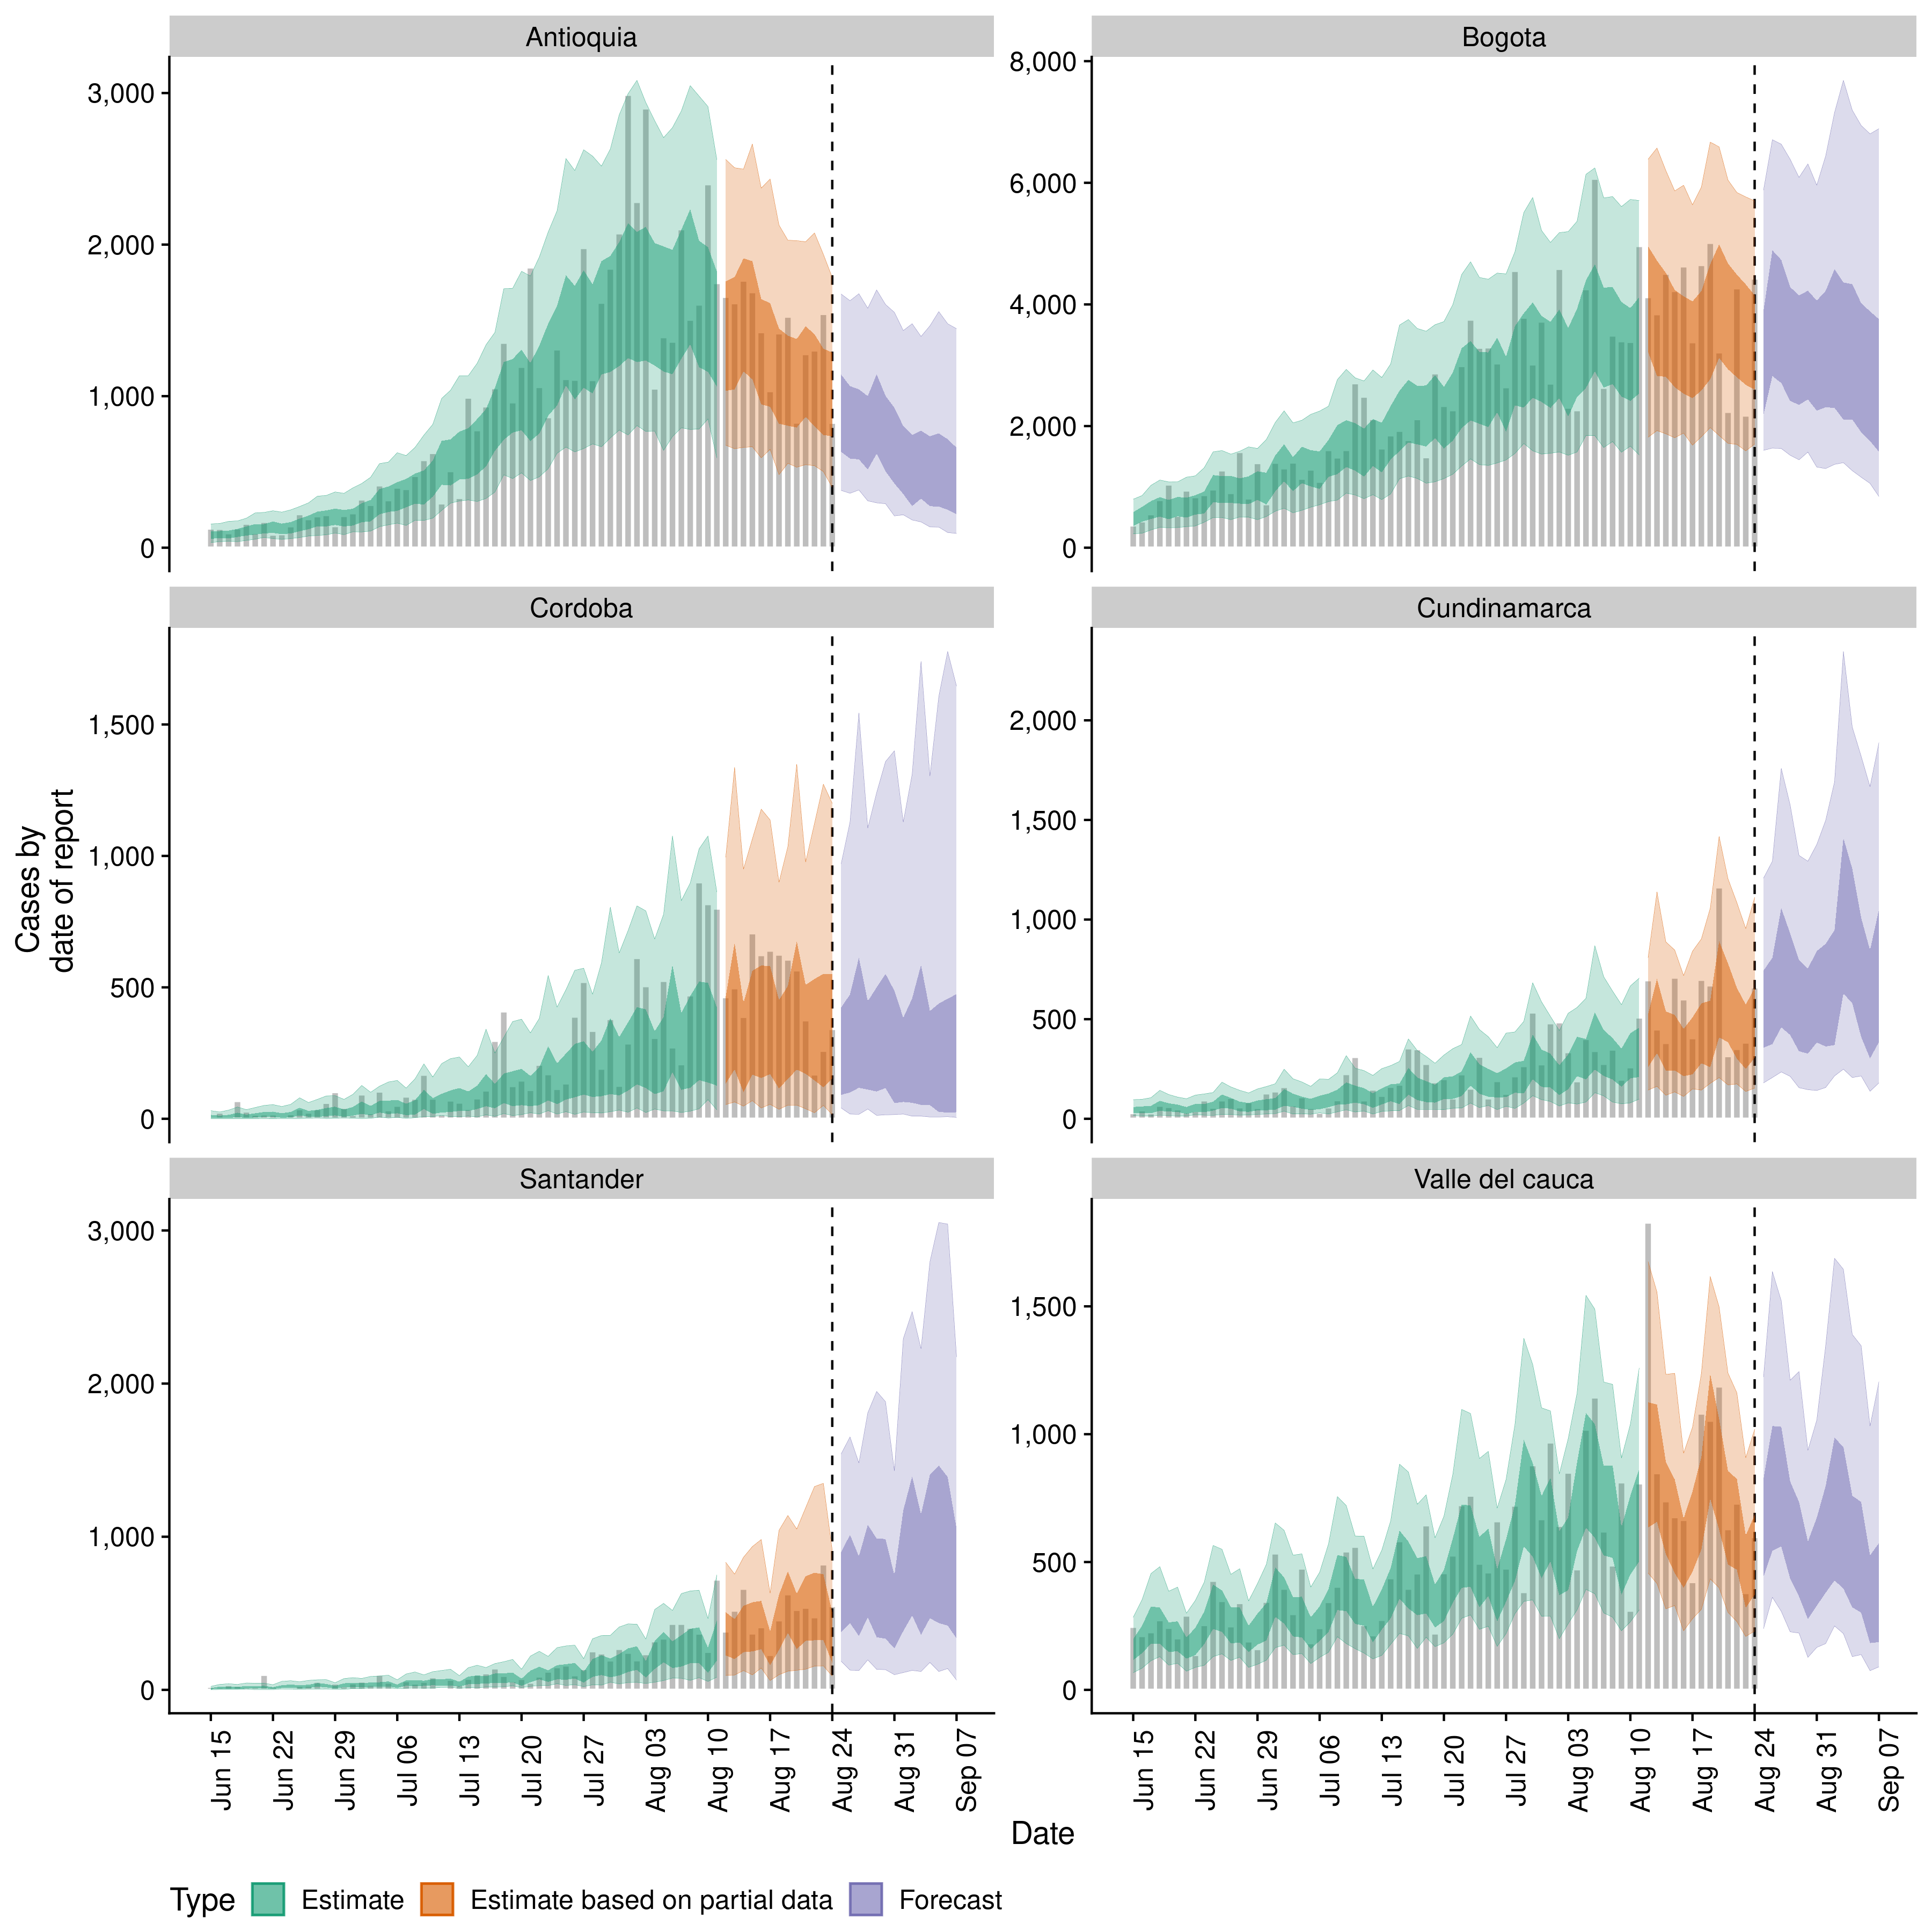 Antioquia
Bogota
3,000
2,000
1,000
0
8,000
6,000
4,000
2,000
0
Cordoba
Cundinamarca
1,500
1,000
500
0
2,000
1,500
1,000
500
0
Cases by
date of report
Santander
Valle del cauca
3,000
2,000
1,000
0
1,500
1,000
500
0
Jun 15
Jun 22
Jun 29
Jul 06
Jul 13
Jul 20
Jul 27
Aug 03
Aug 10
Aug 17
Aug 24
Aug 31
Sep 07
Jun 15
Jun 22
Jun 29
Jul 06
Jul 13
Jul 20
Jul 27
Aug 03
Aug 10
Aug 17
Aug 24
Aug 31
Sep 07
Date
Type Estimate Estimate based on partial data Forecast